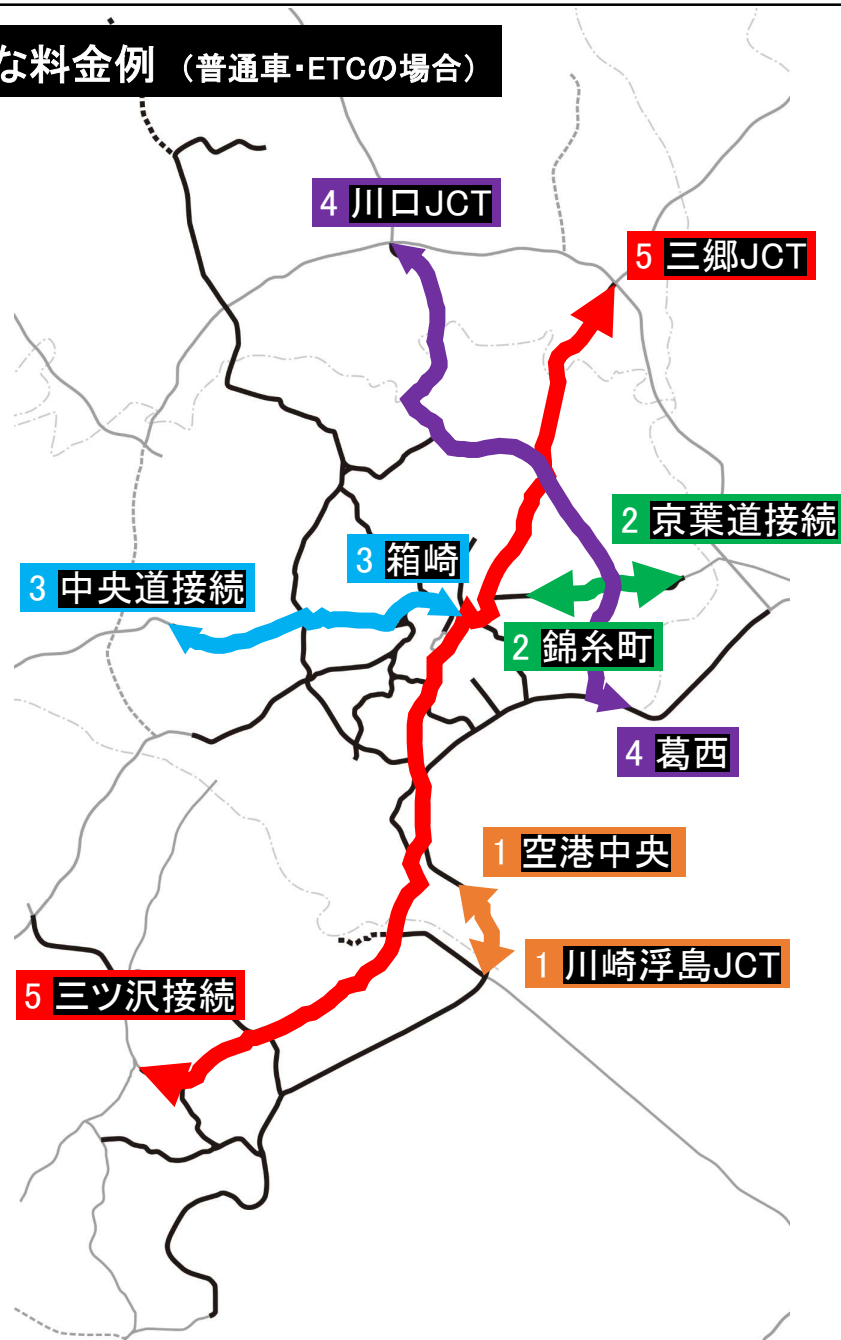 な料金例 (普通車・ETCの場合)
4 川口JCT
5 三郷JCT
2 京葉道接続
3 箱崎
3 中央道接続
2 錦糸町
4 葛西
1 空港中央
1 川崎浮島JCT
5 三ツ沢接続